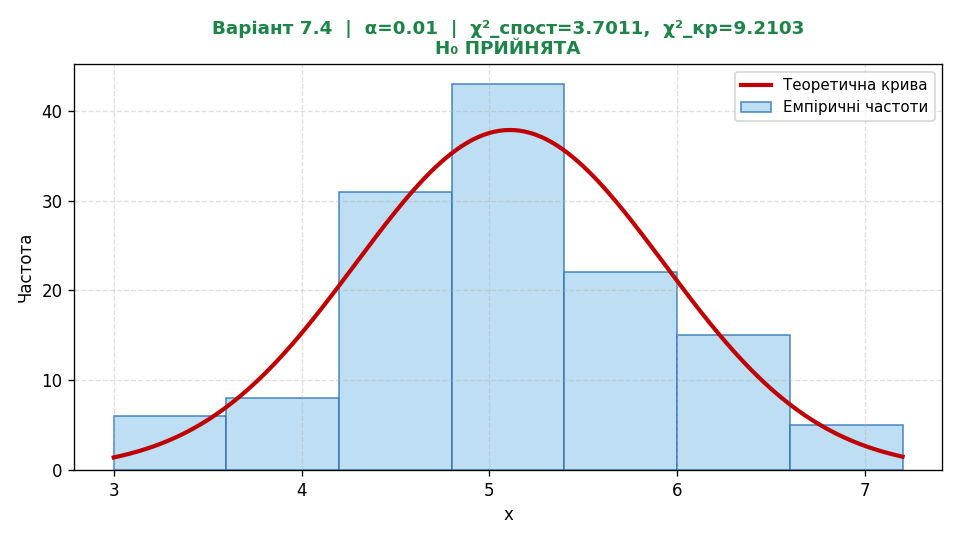 Варіант 7.4 | α=0.01 | χ²_спост=3.7011, χ²_кр=9.2103
H₀ ПРИЙНЯТА
Теоретична крива
Емпіричні частоти
Частота
40
30
20
10
0
3 4 5 6 7
x